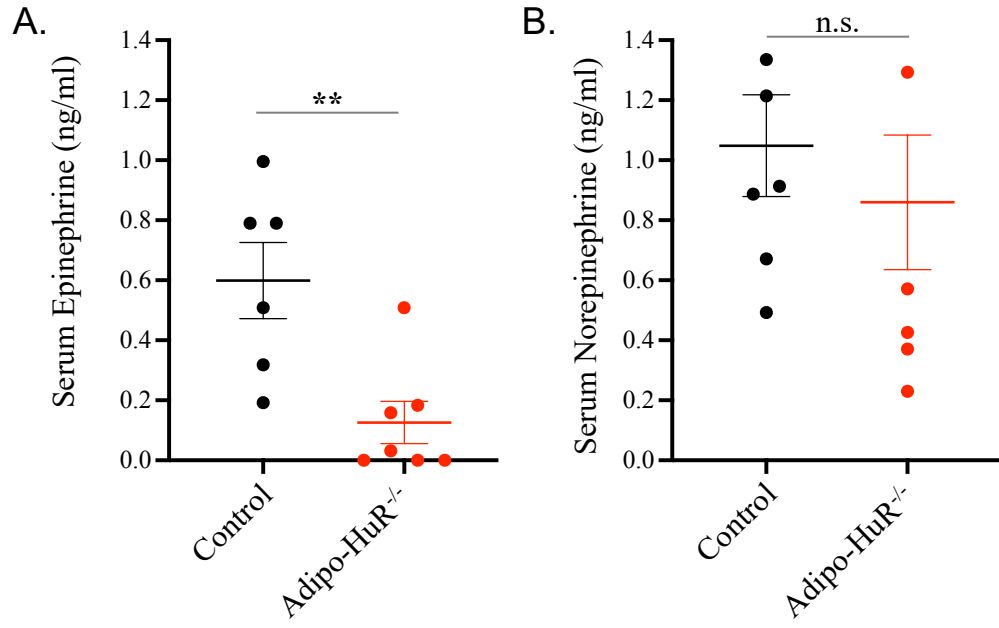 A.
Serum Epinephrine (ng/ml)
1.4
1.2
1.0
0.8
0.6
0.4
0.2
0.0
**
Control
Adipo-HuR-/-
B.
Serum Norepinephrine (ng/ml)
1.4
1.2
1.0
0.8
0.6
0.4
0.2
0.0
n.s.
Control
Adipo-HuR-/-